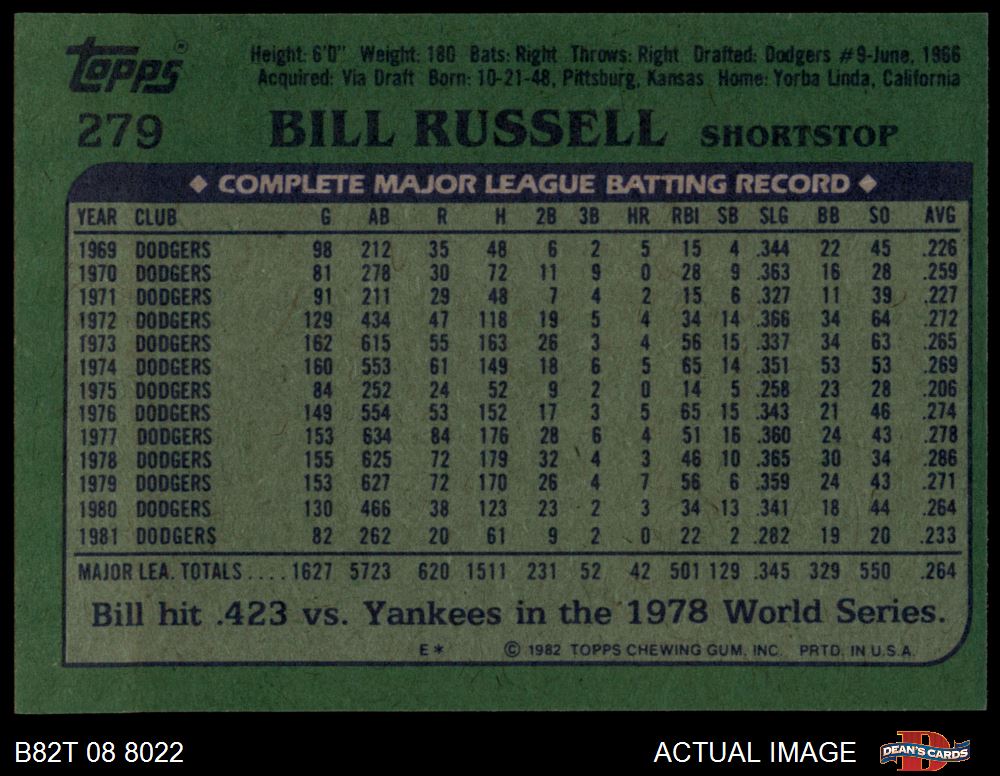 topps®
Height: 6'0" Weight: 180 Bats: Right Throws: Right Drafted: Dodgers #9-June, 1966
Acquired: Via Draft Born: 10-21-48, Pittsburg, Kansas Home: Yorba Linda, California
279 BILL RUSSELL SHORTSTOP
◆ COMPLETE MAJOR LEAGUE BATTING RECORD ◆
YEAR CLUB G AB R H 2B 3B HR RBI SB SLG BB SO AVG
1969 DODGERS 98 212 35 48 6 2 5 15 4 .344 22 45 .226
1970 DODGERS 81 278 30 72 11 9 0 28 9 .363 16 28 .259
1971 DODGERS 91 211 29 48 7 4 2 15 6 .327 11 39 .227
1972 DODGERS 129 434 47 118 19 5 4 34 14 .366 34 64 .272
1973 DODGERS 162 615 55 163 26 3 4 56 15 .337 34 63 .265
1974 DODGERS 160 553 61 149 18 6 5 65 14 .351 53 53 .269
1975 DODGERS 84 252 24 52 9 2 0 14 5 .258 23 28 .206
1976 DODGERS 149 554 53 152 17 3 5 65 15 .343 21 46 .274
1977 DODGERS 153 634 84 176 28 6 4 51 16 .360 24 43 .278
1978 DODGERS 155 625 72 179 32 4 3 46 10 .365 30 34 .286
1979 DODGERS 153 627 72 170 26 4 7 56 6 .359 24 43 .271
1980 DODGERS 130 466 38 123 23 2 3 34 13 .341 18 44 .264
1981 DODGERS 82 262 20 61 9 2 0 22 2 .282 19 20 .233
MAJOR LEA. TOTALS .... 1627 5723 620 1511 231 52 42 501 129 .345 329 550 .264
Bill hit .423 vs. Yankees in the 1978 World Series.
E* © 1982 TOPPS CHEWING GUM, INC. PRTD. IN U.S.A.
B82T 08 8022 ACTUAL IMAGE D DEAN'S CARDS